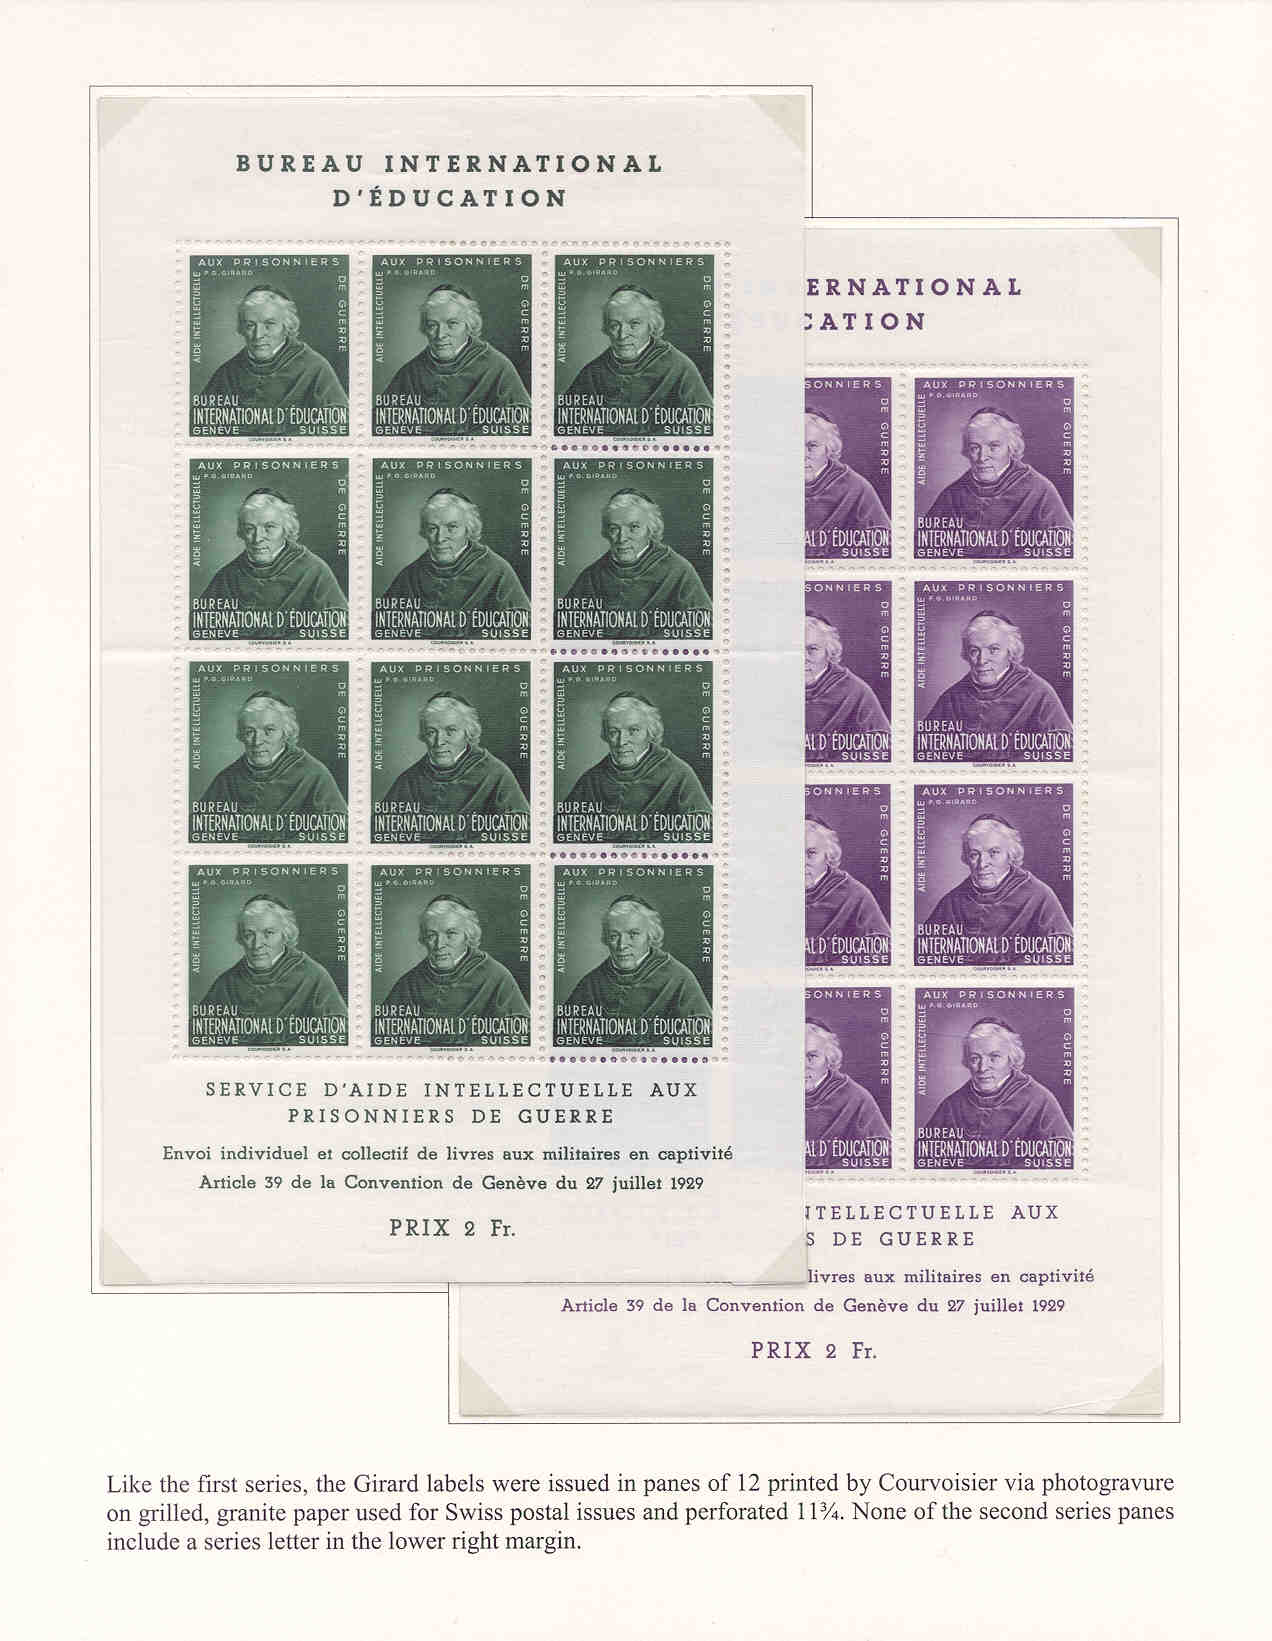 BUREAU INTERNATIONAL
D'ÉDUCATION
AUX PRISONNIERS
DE GUERRE
AIDE INTELLECTUELLE
P.G. GIRARD
BUREAU
INTERNATIONAL D'ÉDUCATION
GENÈVE SUISSE
COURVOISIER S.A.
AUX PRISONNIERS
DE GUERRE
AIDE INTELLECTUELLE
P.G. GIRARD
BUREAU
INTERNATIONAL D'ÉDUCATION
GENÈVE SUISSE
COURVOISIER S.A.
AUX PRISONNIERS
DE GUERRE
AIDE INTELLECTUELLE
P.G. GIRARD
BUREAU
INTERNATIONAL D'ÉDUCATION
GENÈVE SUISSE
COURVOISIER S.A.
AUX PRISONNIERS
DE GUERRE
AIDE INTELLECTUELLE
P.G. GIRARD
BUREAU
INTERNATIONAL D'ÉDUCATION
GENÈVE SUISSE
COURVOISIER S.A.
AUX PRISONNIERS
DE GUERRE
AIDE INTELLECTUELLE
P.G. GIRARD
BUREAU
INTERNATIONAL D'ÉDUCATION
GENÈVE SUISSE
COURVOISIER S.A.
AUX PRISONNIERS
DE GUERRE
AIDE INTELLECTUELLE
P.G. GIRARD
BUREAU
INTERNATIONAL D'ÉDUCATION
GENÈVE SUISSE
COURVOISIER S.A.
AUX PRISONNIERS
DE GUERRE
AIDE INTELLECTUELLE
P.G. GIRARD
BUREAU
INTERNATIONAL D'ÉDUCATION
GENÈVE SUISSE
COURVOISIER S.A.
AUX PRISONNIERS
DE GUERRE
AIDE INTELLECTUELLE
P.G. GIRARD
BUREAU
INTERNATIONAL D'ÉDUCATION
GENÈVE SUISSE
COURVOISIER S.A.
AUX PRISONNIERS
DE GUERRE
AIDE INTELLECTUELLE
P.G. GIRARD
BUREAU
INTERNATIONAL D'ÉDUCATION
GENÈVE SUISSE
COURVOISIER S.A.
AUX PRISONNIERS
DE GUERRE
AIDE INTELLECTUELLE
P.G. GIRARD
BUREAU
INTERNATIONAL D'ÉDUCATION
GENÈVE SUISSE
COURVOISIER S.A.
AUX PRISONNIERS
DE GUERRE
AIDE INTELLECTUELLE
P.G. GIRARD
BUREAU
INTERNATIONAL D'ÉDUCATION
GENÈVE SUISSE
COURVOISIER S.A.
AUX PRISONNIERS
DE GUERRE
AIDE INTELLECTUELLE
P.G. GIRARD
BUREAU
INTERNATIONAL D'ÉDUCATION
GENÈVE SUISSE
COURVOISIER S.A.
SERVICE D'AIDE INTELLECTUELLE AUX
PRISONNIERS DE GUERRE
Envoi individuel et collectif de livres aux militaires en captivité
Article 39 de la Convention de Genève du 27 juillet 1929
PRIX 2 Fr.
ERNATIONAL
CATION
SONNIERS
DE GUERRE
AL D'ÉDUCATION
SUISSE
AUX PRISONNIERS
DE GUERRE
AIDE INTELLECTUELLE
P.G. GIRARD
BUREAU
INTERNATIONAL D'ÉDUCATION
GENÈVE SUISSE
COURVOISIER S.A.
SONNIERS
DE GUERRE
AL D'ÉDUCATION
SUISSE
AUX PRISONNIERS
DE GUERRE
AIDE INTELLECTUELLE
P.G. GIRARD
BUREAU
INTERNATIONAL D'ÉDUCATION
GENÈVE SUISSE
COURVOISIER S.A.
SONNIERS
DE GUERRE
AL D'ÉDUCATION
SUISSE
AUX PRISONNIERS
DE GUERRE
AIDE INTELLECTUELLE
P.G. GIRARD
BUREAU
INTERNATIONAL D'ÉDUCATION
GENÈVE SUISSE
COURVOISIER S.A.
SONNIERS
DE GUERRE
AL D'ÉDUCATION
SUISSE
AUX PRISONNIERS
DE GUERRE
AIDE INTELLECTUELLE
P.G. GIRARD
BUREAU
INTERNATIONAL D'ÉDUCATION
GENÈVE SUISSE
COURVOISIER S.A.
TELLECTUELLE AUX
S DE GUERRE
livres aux militaires en captivité
Article 39 de la Convention de Genève du 27 juillet 1929
PRIX 2 Fr.
Like the first series, the Girard labels were issued in panes of 12 printed by Courvoisier via photogravure
on grilled, granite paper used for Swiss postal issues and perforated 11¾. None of the second series panes
include a series letter in the lower right margin.